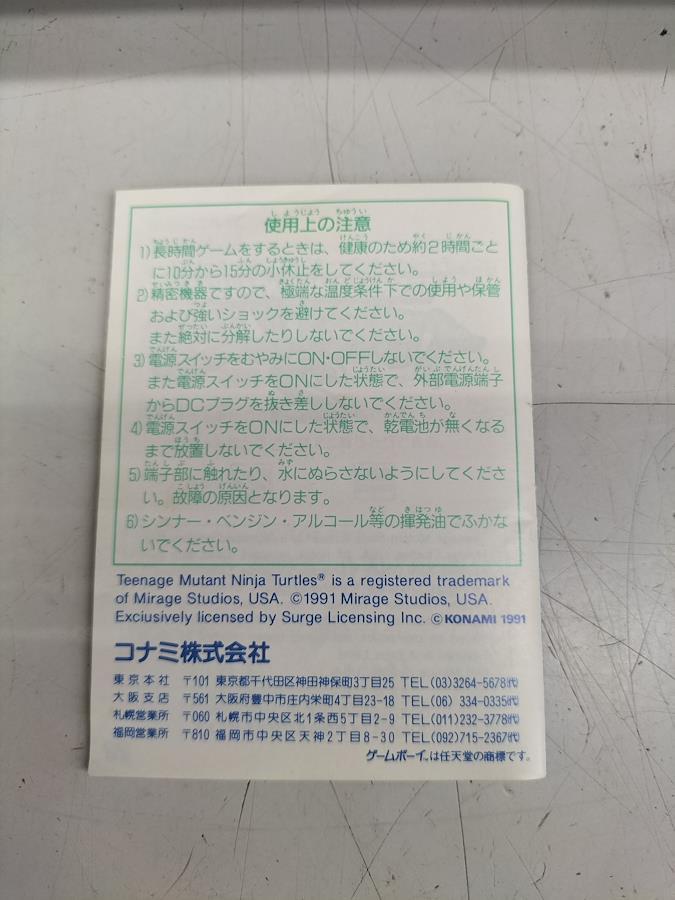 使用上の注意
1)長時間ゲームをするときは、健康のため約2時間ごと
に10分から15分の小休止をしてください。
2)精密機器ですので、極端な温度条件下での使用や保管
および強いショックを避けてください。
また絶対に分解したりしないでください。
3)電源スイッチをむやみにON・OFFしないでください。
また電源スイッチをONにした状態で、外部電源端子
からDCプラグを抜き差ししないでください。
4)電源スイッチをONにした状態で、乾電池が無くなる
まで放置しないでください。
5)端子部に触れたり、水にぬらさないようにしてくださ
い。故障の原因となります。
6)シンナー・ベンジン・アルコール等の揮発油でふかな
いでください。
Teenage Mutant Ninja Turtles® is a registered trademark
of Mirage Studios, USA. ©1991 Mirage Studios, USA.
Exciusively licensed by Surge Licensing Inc. ©KONAMI 1991
コナミ株式会社
東京本社 〒101 東京都千代田区神田神保町3丁目25 TEL(03)3264-5678代
大阪支店 〒561 大阪府豊中市庄内栄町4丁目23-18 TEL(06) 334-0335代
札幌営業所 〒060 札幌市中央区北1条西5丁目2-9 TEL(011)232-3778代
福岡営業所 〒810 福岡市中央区天神2丁目8-30 TEL(092)715-2367代
ゲームボーイ™は任天堂の商標です。